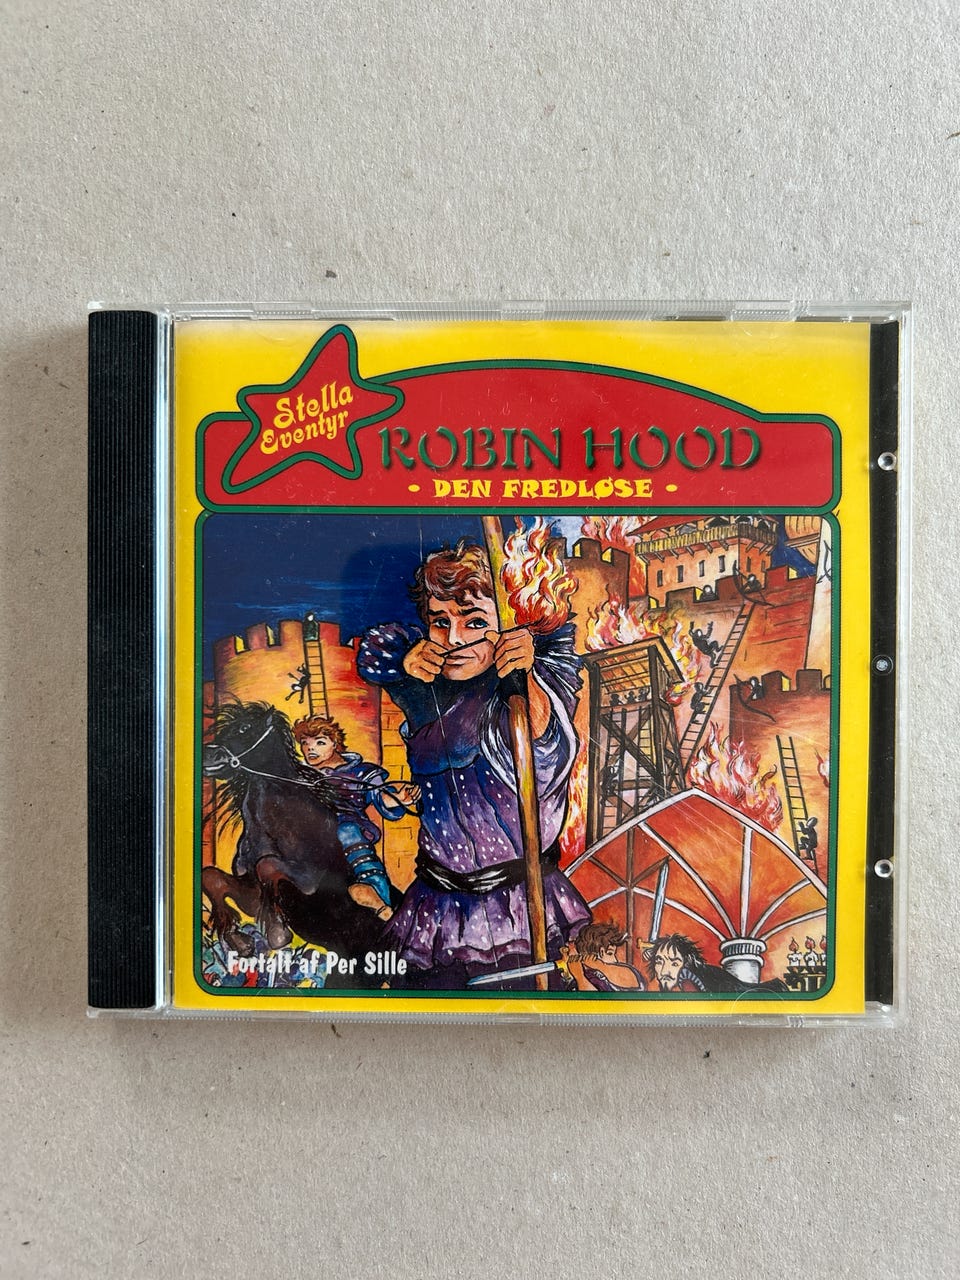 Stella
Eventyr
ROBIN HOOD
• DEN FREDLØSE •
Fortalt af Per Sille